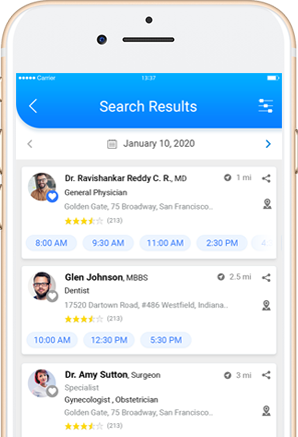 Carrier 13:37
Search Results
January 10, 2020
Dr. Ravishankar Reddy C. R., MD 1 mi
General Physician
Golden Gate, 75 Broadway, San Francisco..
(213)
8:00 AM 9:30 AM 11:00 AM 2:30 PM
Glen Johnson, MBBS 2.5 mi
Dentist
17520 Dartown Road, #486 Westfield, Indiana..
(213)
10:00 AM 12:30 PM 5:30 PM
Dr. Amy Sutton, Surgeon 3 mi
Specialist
Gynecologist , Obstetrician
Golden Gate, 75 Broadway, San Francisco..
(213)